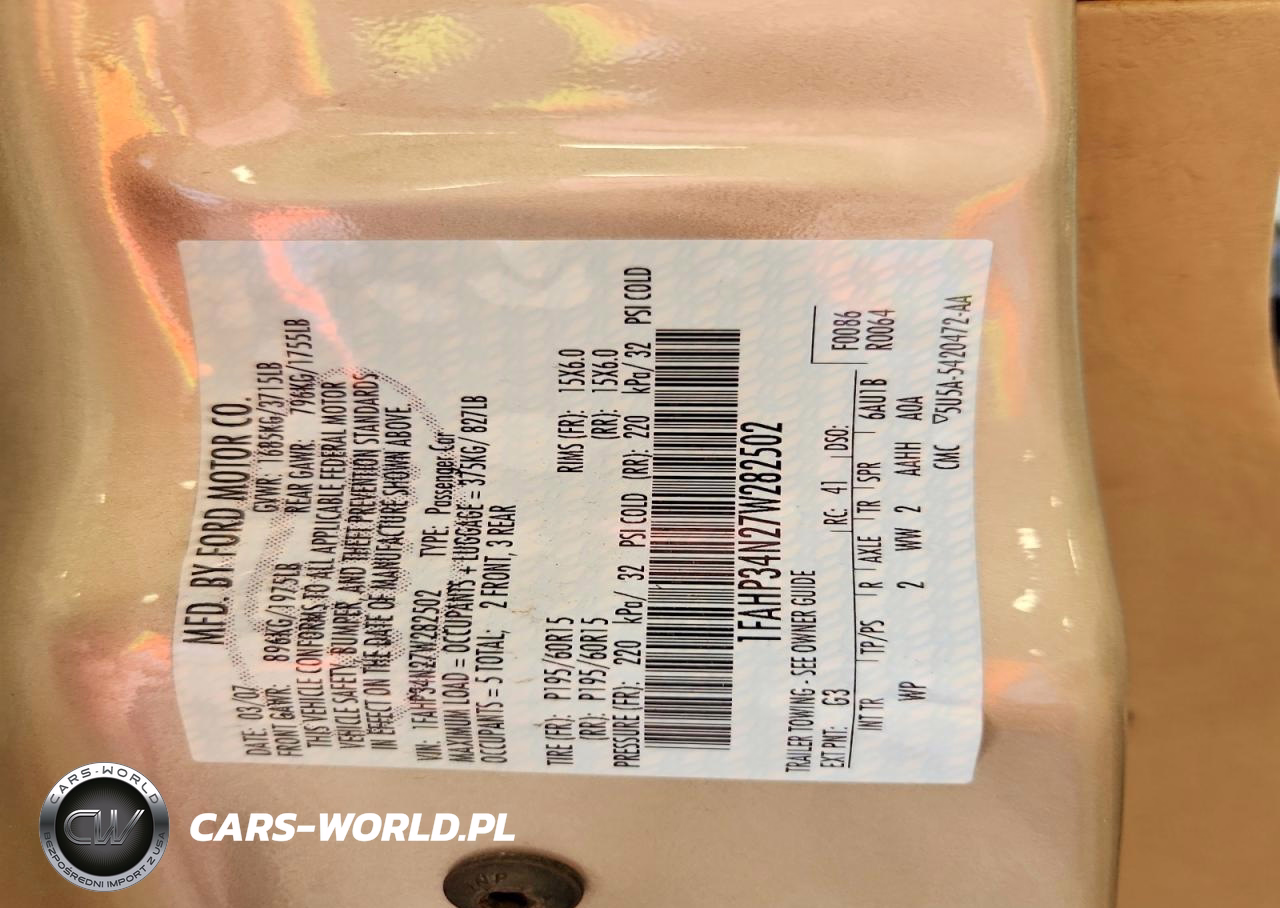 MFD. BY FORD MOTOR CO.
DATE 03/07 GVWR: 1685KG/3715LB
FRONT GAWR: 896KG/1975LB REAR GAWR: 796KG/1755LB
THIS VEHICLE CONFORMS TO ALL APPLICABLE FEDERAL MOTOR
VEHICLE SAFETY, BUMPER, AND THEFT PREVENTION STANDARDS
IN EFFECT ON THE DATE OF MANUFACTURE SHOWN ABOVE.
VIN: 1FAHP34N27W282502 TYPE: Passenger Car
MAXIMUM LOAD = OCCUPANTS + LUGGAGE = 375KG/ 827LB
OCCUPANTS = 5 TOTAL; 2 FRONT, 3 REAR
TIRE (FR): P195/60R15 RIMS (FR): 15X6.0
(RR): P195/60R15 (RR): 15X6.0
PRESSURE (FR): 220 kPa/ 32 PSI COLD (RR): 220 kPa/ 32 PSI COLD
1FAHP34N27W282502
TRAILER TOWING - SEE OWNER GUIDE
EXT PNT: G3 RC: 41 DSO: F0086
INT TR TP/PS R AXLE TR SPR 6AU1B R0064
WP 2 WW 2 AAHH A0A
CMC ▽5U5A-5420472-AA
CARS-WORLD
CW
BEZPOŚREDNI IMPORT Z USA
CARS-WORLD.PL